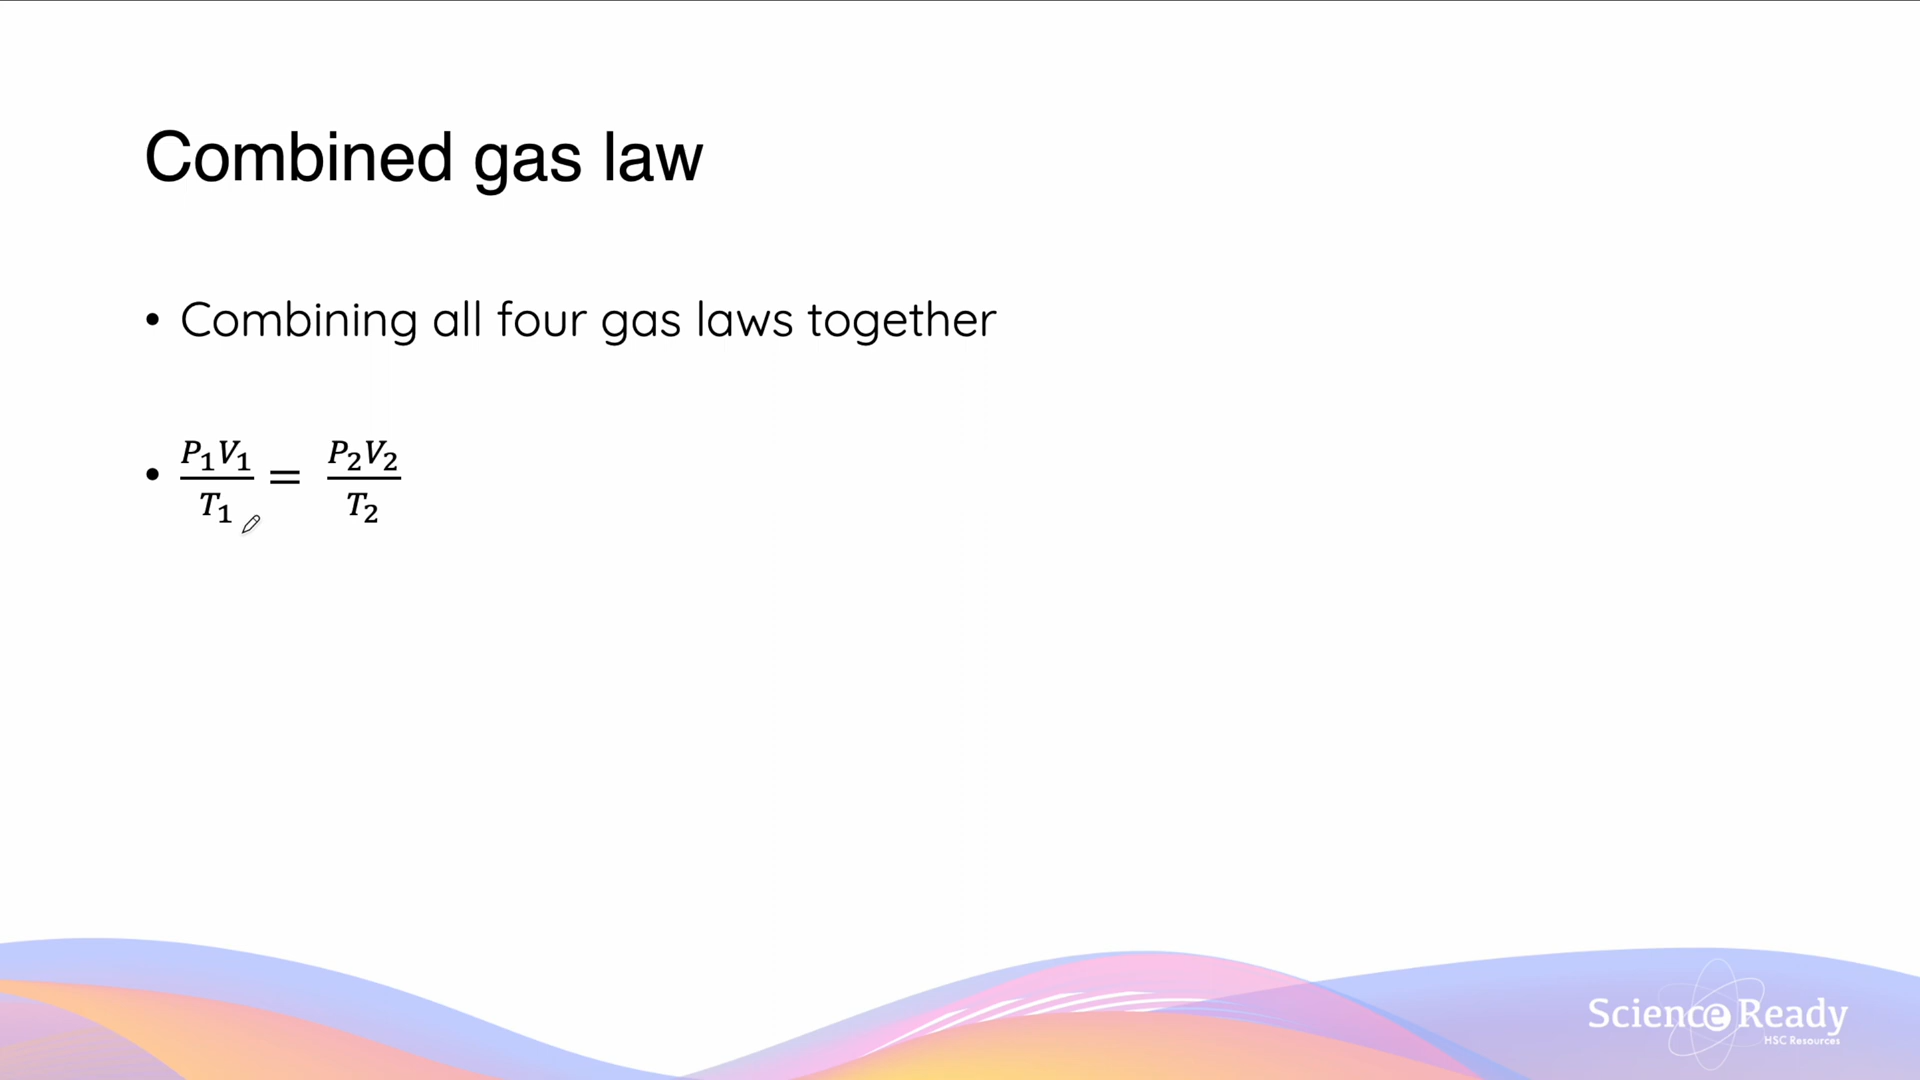 Combined gas law
• Combining all four gas laws together
• P₁V₁/T₁ = P₂V₂/T₂
Science Ready
HSC Resources